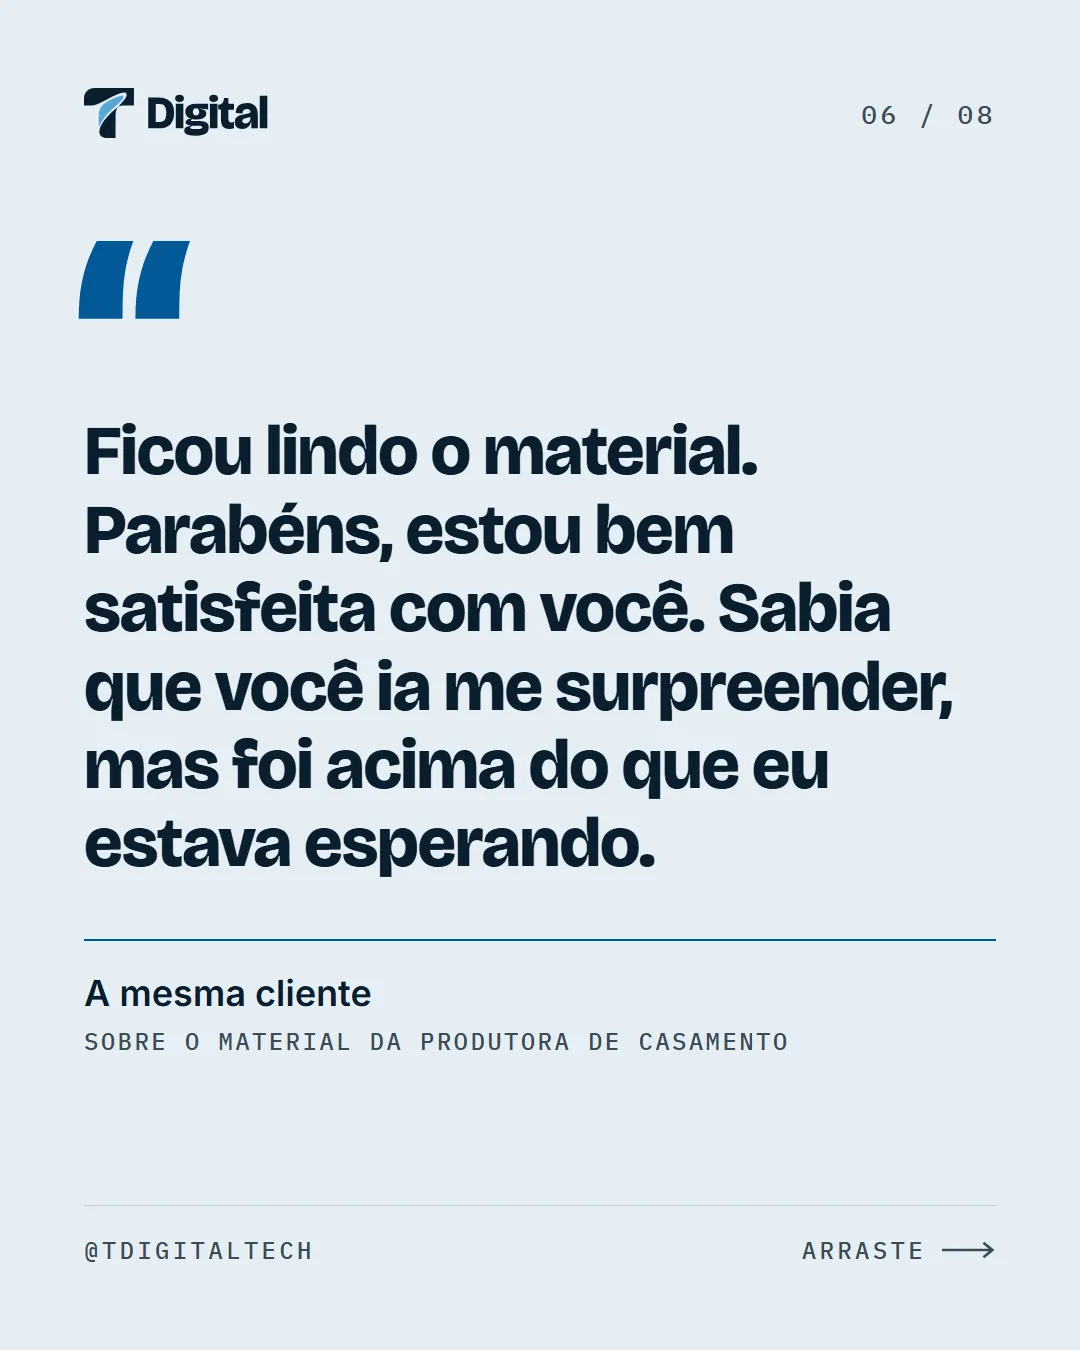 Digital
06 / 08
“
Ficou lindo o material.
Parabéns, estou bem
satisfeita com você. Sabia
que você ia me surpreender,
mas foi acima do que eu
estava esperando.
A mesma cliente
SOBRE O MATERIAL DA PRODUTORA DE CASAMENTO
@TDIGITALTECH
ARRASTE →